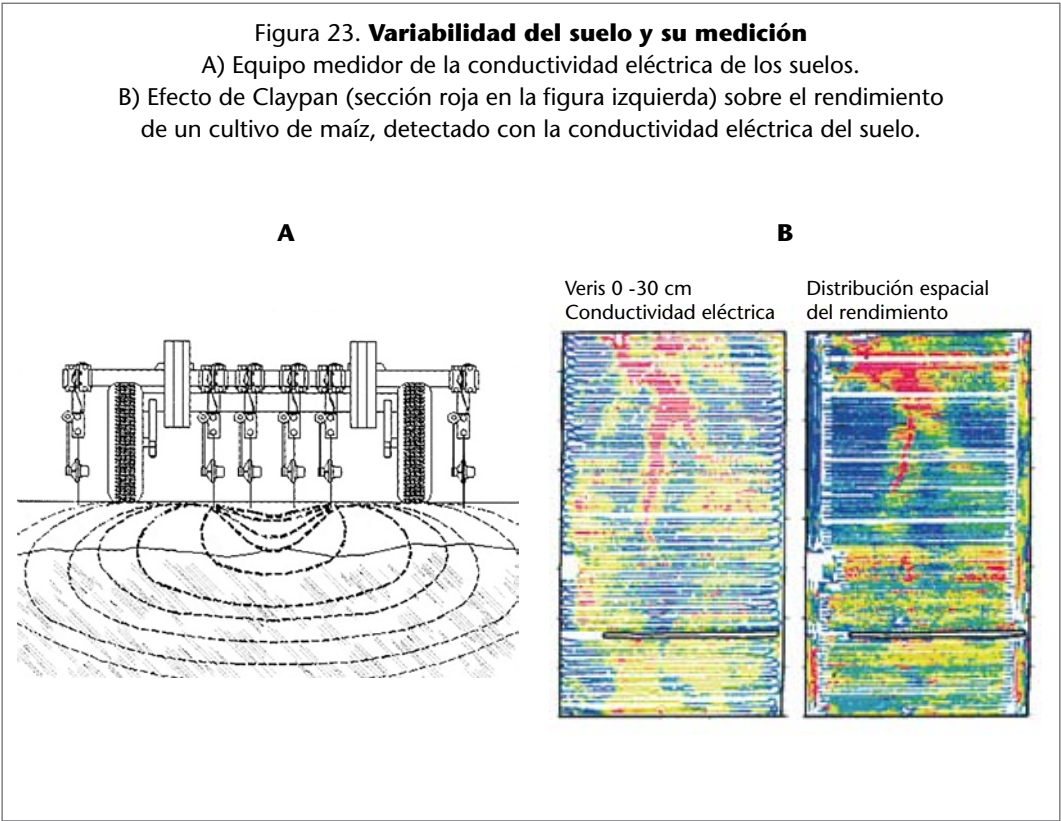 Figura 23. Variabilidad del suelo y su medición
A) Equipo medidor de la conductividad eléctrica de los suelos.
B) Efecto de Claypan (sección roja en la figura izquierda) sobre el rendimiento
de un cultivo de maíz, detectado con la conductividad eléctrica del suelo.
A
B
Veris 0 -30 cm
Conductividad eléctrica
Distribución espacial
del rendimiento